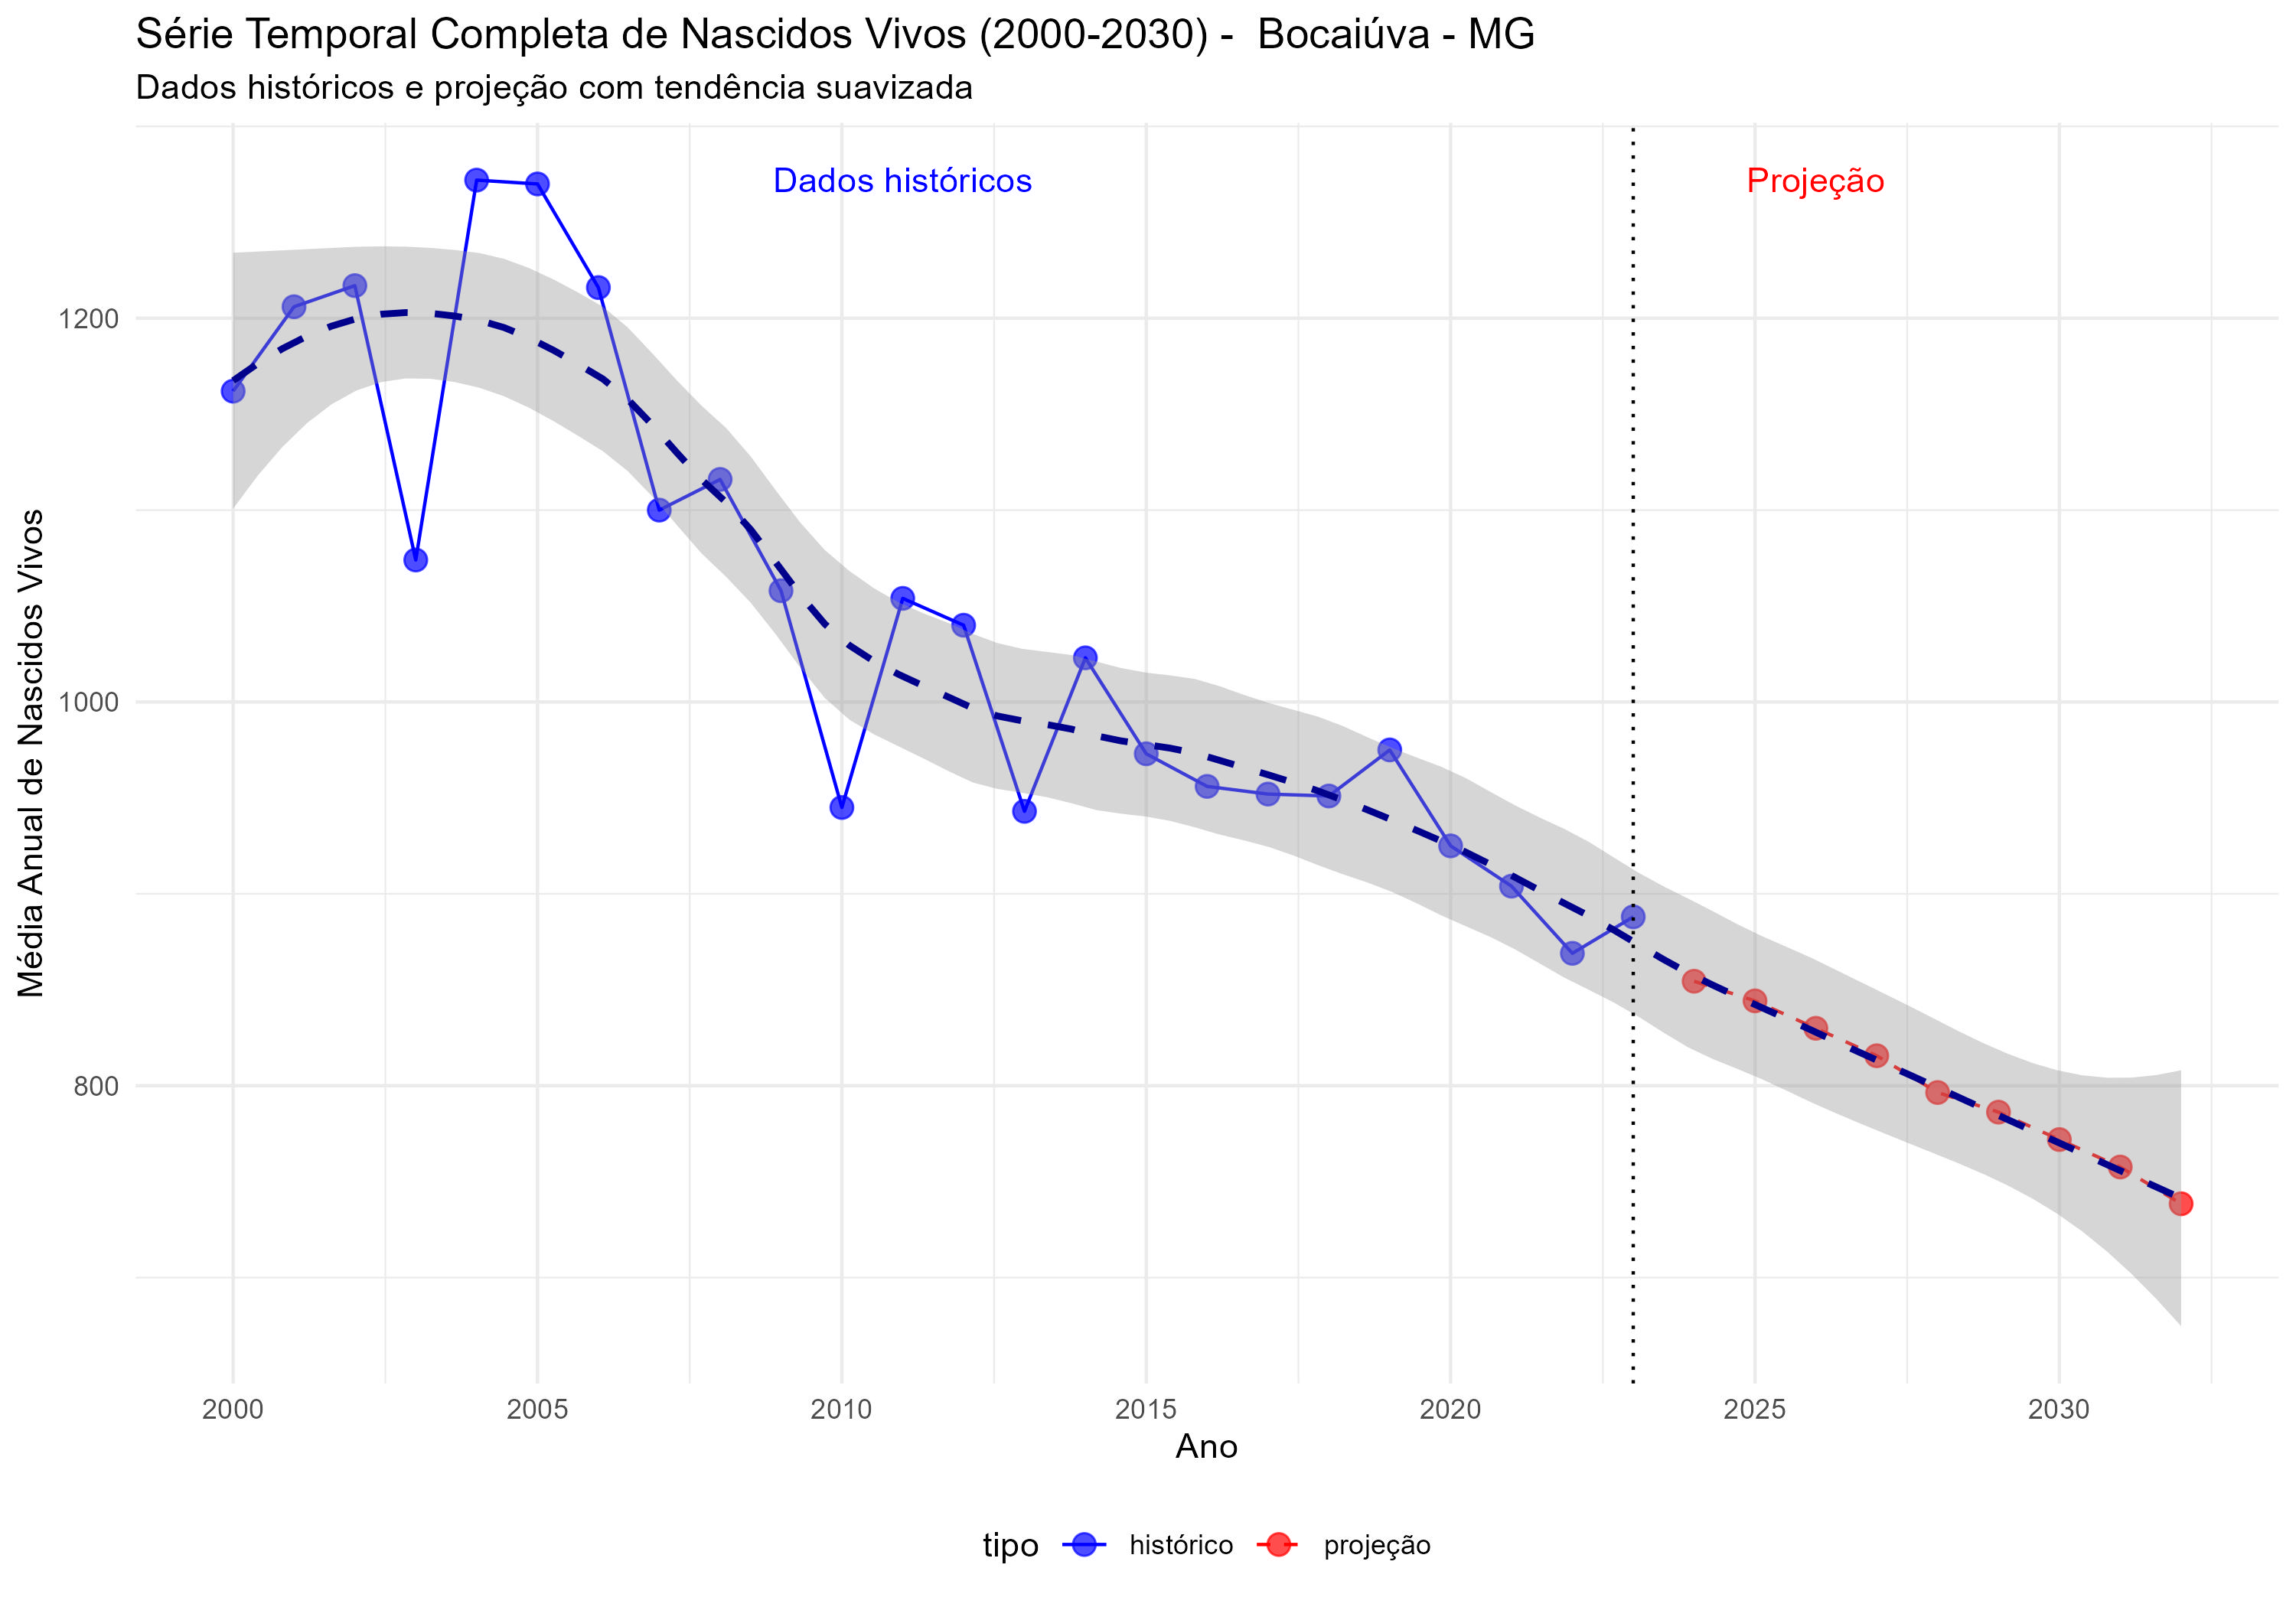 Série Temporal Completa de Nascidos Vivos (2000-2030) -  Bocaiúva - MG
Dados históricos e projeção com tendência suavizada
Dados históricos
Projeção
Média Anual de Nascidos Vivos
1200
1000
800
2000
2005
2010
2015
2020
2025
2030
Ano
tipo
histórico
projeção